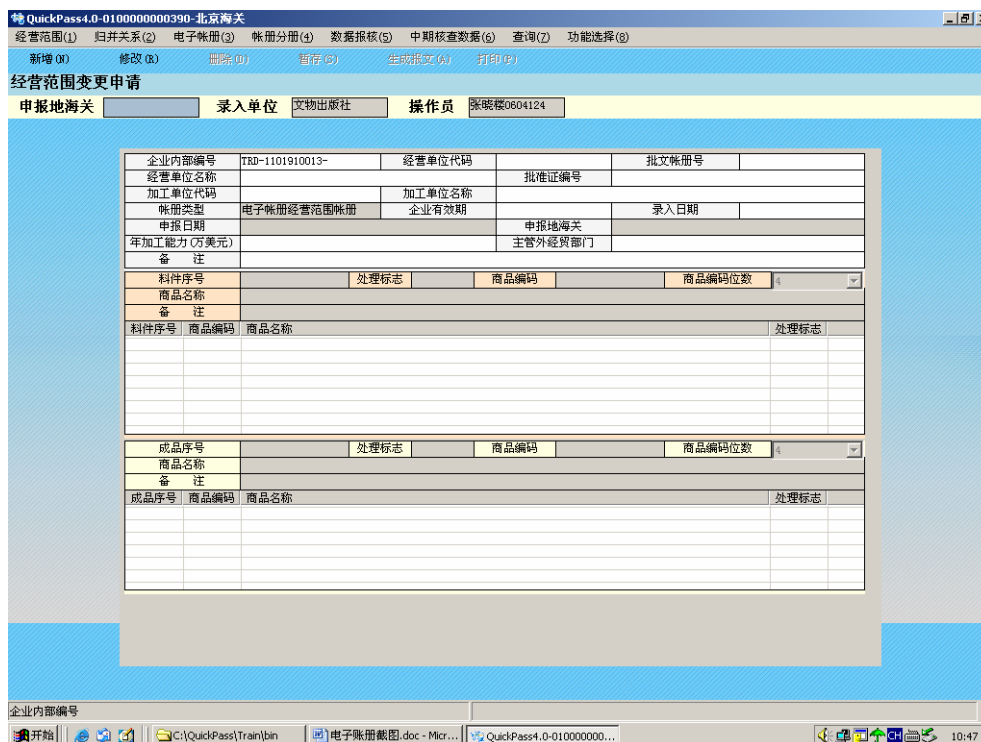 QuickPass4.0-0100000000390-北京海关
经营范围(1) 归并关系(2) 电子帐册(3) 帐册分册(4) 数据报核(5) 中期核查数据(6) 查询(7) 功能选择(8)
新增(N) 修改(R) 删除(D) 暂存(S) 生成报文(A) 打印(P)
经营范围变更申请
申报地海关 录入单位 文物出版社 操作员 张晓楼0604124
企业内部编号 TRD-1101910013- 经营单位代码 批文帐册号
经营单位名称 批准证编号
加工单位代码 加工单位名称
帐册类型 电子帐册经营范围帐册 企业有效期 录入日期
申报日期 申报地海关
年加工能力(万美元) 主管外经贸部门
备 注
料件序号 处理标志 商品编码 商品编码位数 4
商品名称
备 注
料件序号 商品编码 商品名称 处理标志
成品序号 处理标志 商品编码 商品编码位数 4
商品名称
备 注
成品序号 商品编码 商品名称 处理标志
企业内部编号
开始 C:\QuickPass\Train\bin 电子账册截图.doc - Micr... QuickPass4.0-010000000... CH 10:47